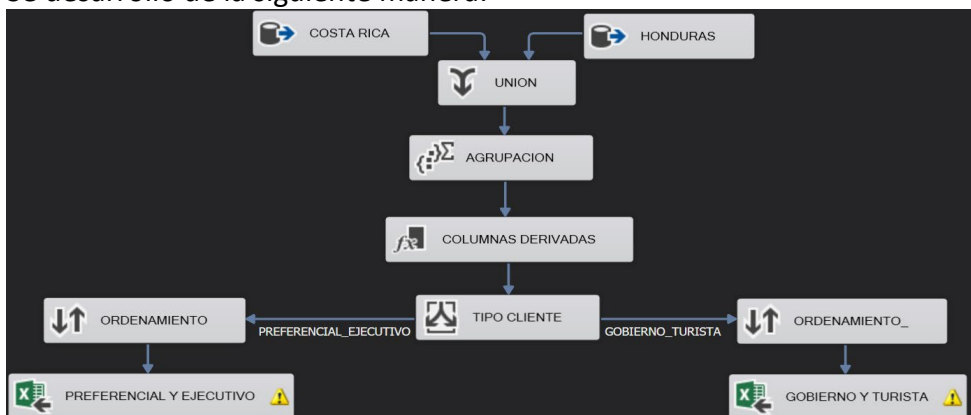 COSTA RICA
HONDURAS
UNION
AGRUPACION
COLUMNAS DERIVADAS
ORDENAMIENTO
PREFERENCIAL_EJECUTIVO
TIPO CLIENTE
GOBIERNO_TURISTA
ORDENAMIENTO_
PREFERENCIAL Y EJECUTIVO
GOBIERNO Y TURISTA